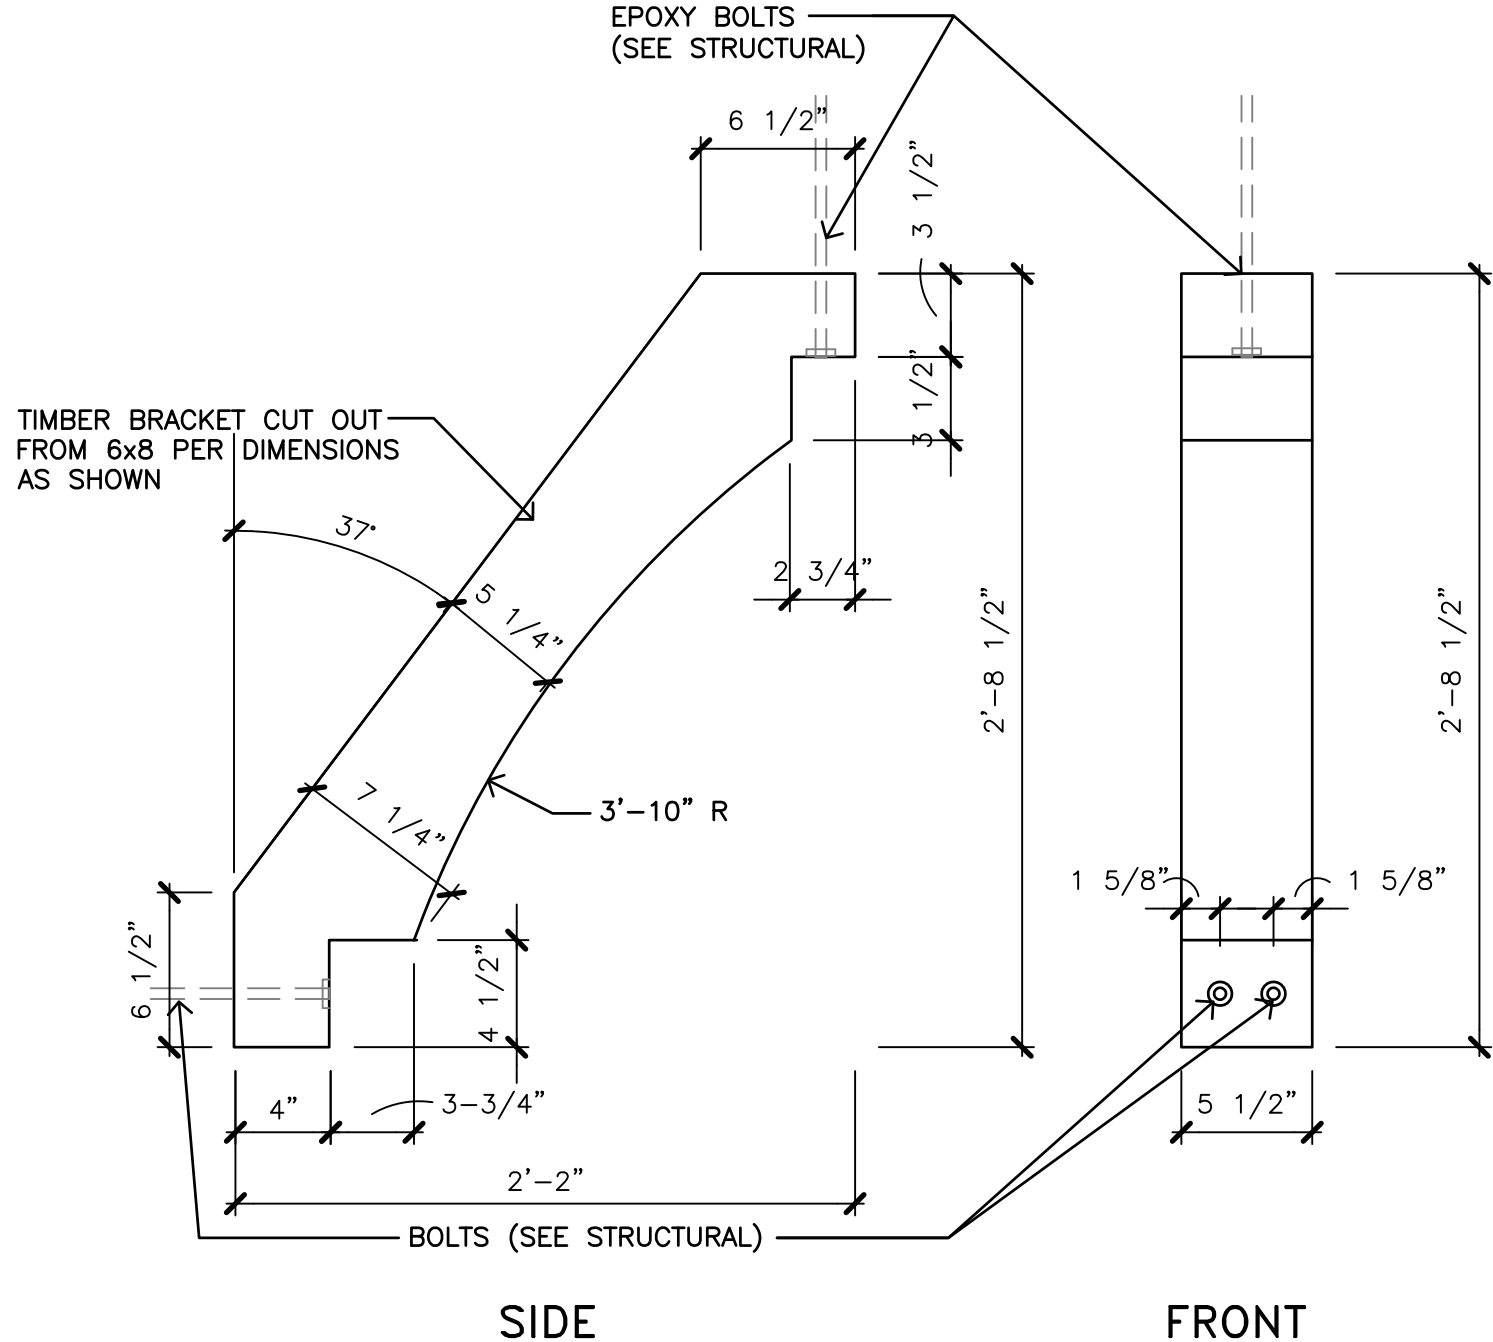 EPOXY BOLTS
(SEE STRUCTURAL)
6 1/2"
3 1/2"
3 1/2"
TIMBER BRACKET CUT OUT
FROM 6x8 PER DIMENSIONS
AS SHOWN
37°
5 1/4"
2 3/4"
2'-8 1/2"
2'-8 1/2"
7 1/4"
3'-10" R
1 5/8"
1 5/8"
6 1/2"
4 1/2"
4"
3-3/4"
5 1/2"
2'-2"
BOLTS (SEE STRUCTURAL)
SIDE
FRONT